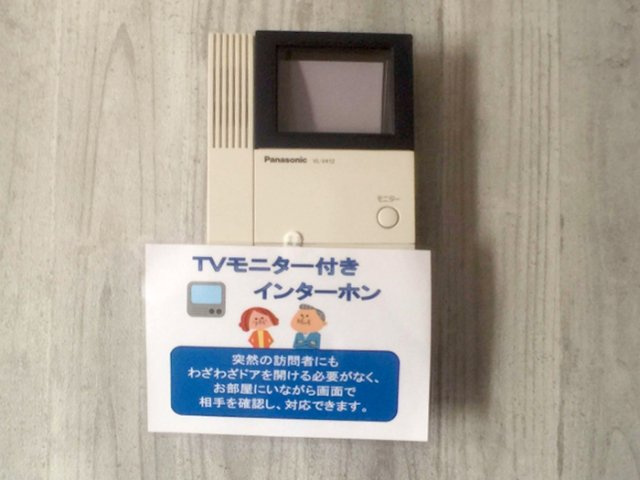 Panasonic
モニター
TVモニター付き
インターホン
突然の訪問者にも
わざわざドアを開ける必要がなく、
お部屋にいながら画面で
相手を確認し、対応できます。